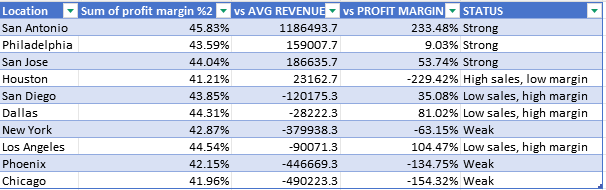 Location Sum of profit margin %2 vs AVG REVENUE vs PROFIT MARGIN STATUS
San Antonio 45.83% 1186493.7 233.48% Strong
Philadelphia 43.59% 159007.7 9.03% Strong
San Jose 44.04% 186635.7 53.74% Strong
Houston 41.21% 23162.7 -229.42% High sales, low margin
San Diego 43.85% -120175.3 35.08% Low sales, high margin
Dallas 44.31% -28222.3 81.02% Low sales, high margin
New York 42.87% -379938.3 -63.15% Weak
Los Angeles 44.54% -90071.3 104.47% Low sales, high margin
Phoenix 42.15% -446669.3 -134.75% Weak
Chicago 41.96% -490223.3 -154.32% Weak